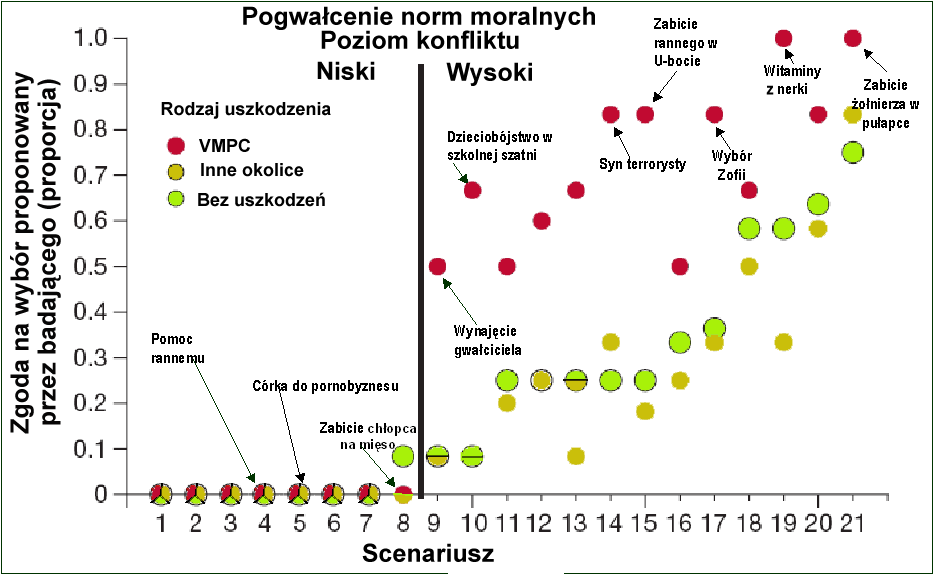 Pogwałcenie norm moralnych
Poziom konfliktu
Niski
Wysoki
Zgoda na wybór proponowany
przez badającego (proporcja)
1.0
0.9
0.8
0.7
0.6
0.5
0.4
0.3
0.2
0.1
0
Rodzaj uszkodzenia
VMPC
Inne okolice
Bez uszkodzeń
Pomoc
rannemu
Córka do pornobyznesu
Zabicie chłopca
na mięso
Dzieciobójstwo w
szkolnej szatni
Wynajęcie
gwałciciela
Syn terrorysty
Zabicie
rannego w
U-bocie
Wybór
Zofii
Witaminy
z nerki
Zabicie
żołnierza w
pułapce
1 2 3 4 5 6 7 8 9 10 11 12 13 14 15 16 17 18 19 20 21
Scenariusz